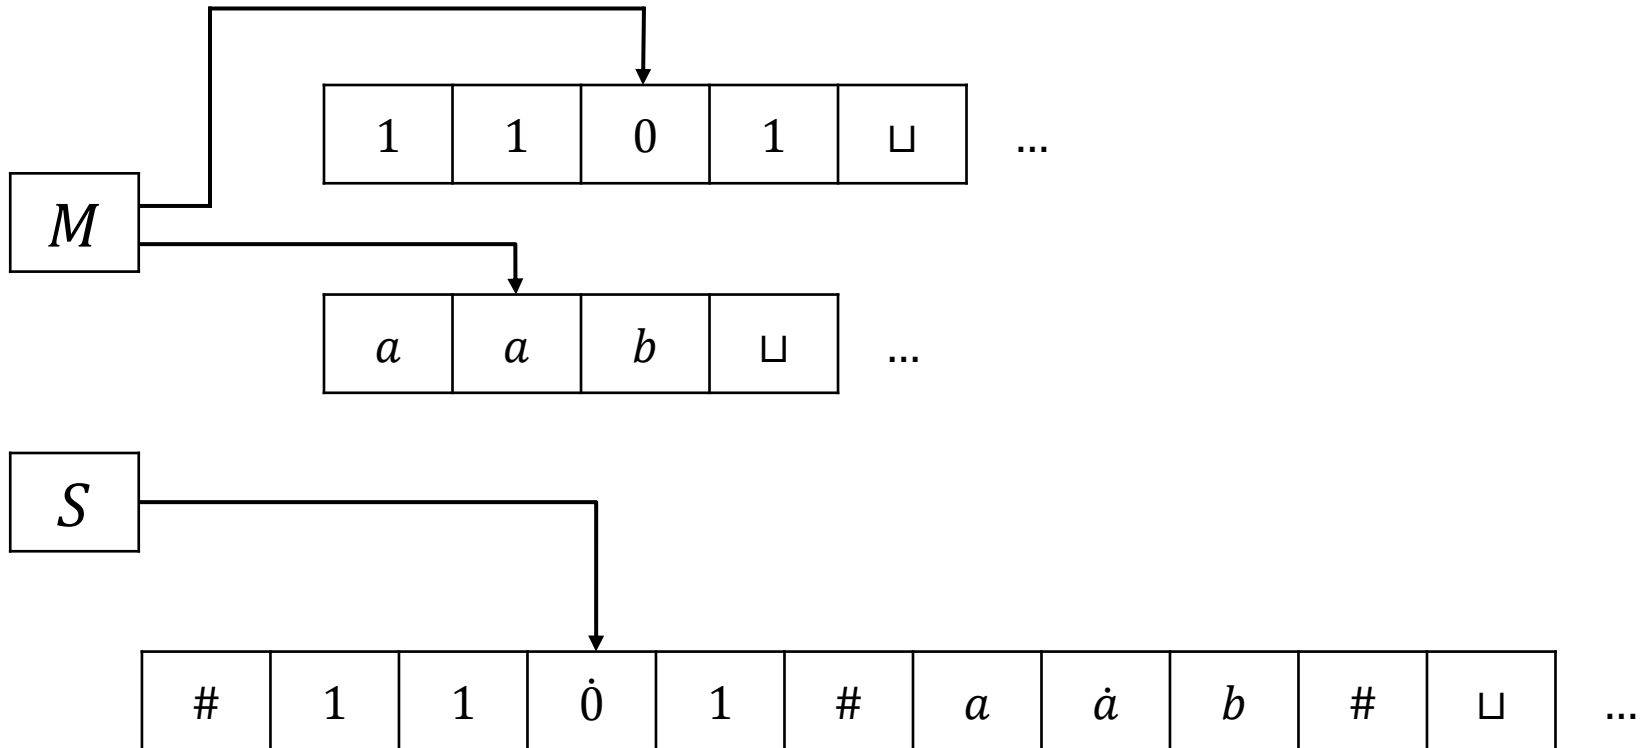 1 1 0 1 ⊔ ...
M
a a b ⊔ ...
S
# 1 1 0̇ 1 # a ȧ b # ⊔ ...